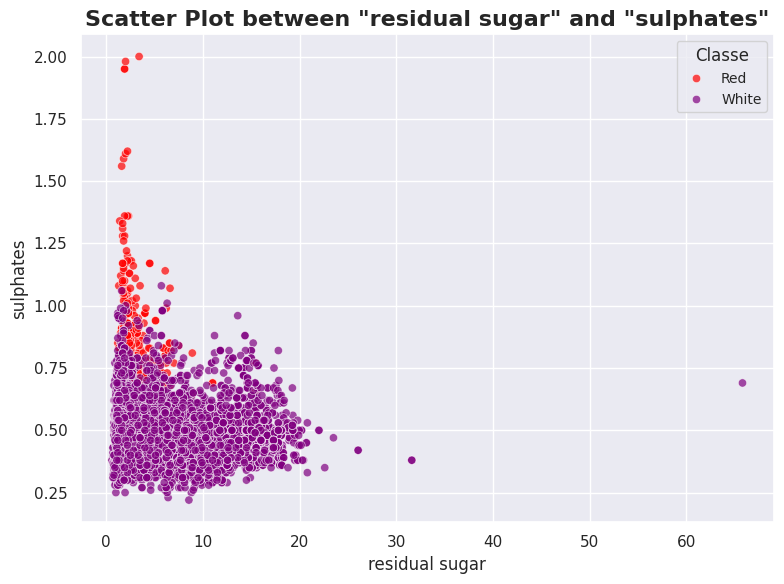 Scatter Plot between "residual sugar" and "sulphates"
Classe
Red
White
2.00
1.75
1.50
1.25
1.00
0.75
0.50
0.25
sulphates
0 10 20 30 40 50 60
residual sugar